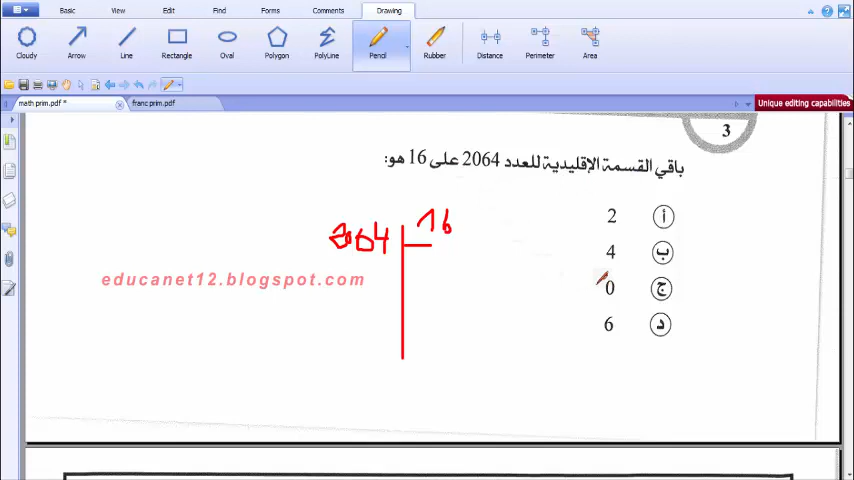 Basic View Edit Find Forms Comments Drawing
Cloudy Arrow Line Rectangle Oval Polygon PolyLine Pencil Rubber Distance Perimeter Area
math prim.pdf * franc prim.pdf Unique editing capabilities
3
باقي القسمة الإقليدية للعدد 2064 على 16 هو:
أ 2
ب 4
ج 0
د 6
2064 16
educanet12.blogspot.com